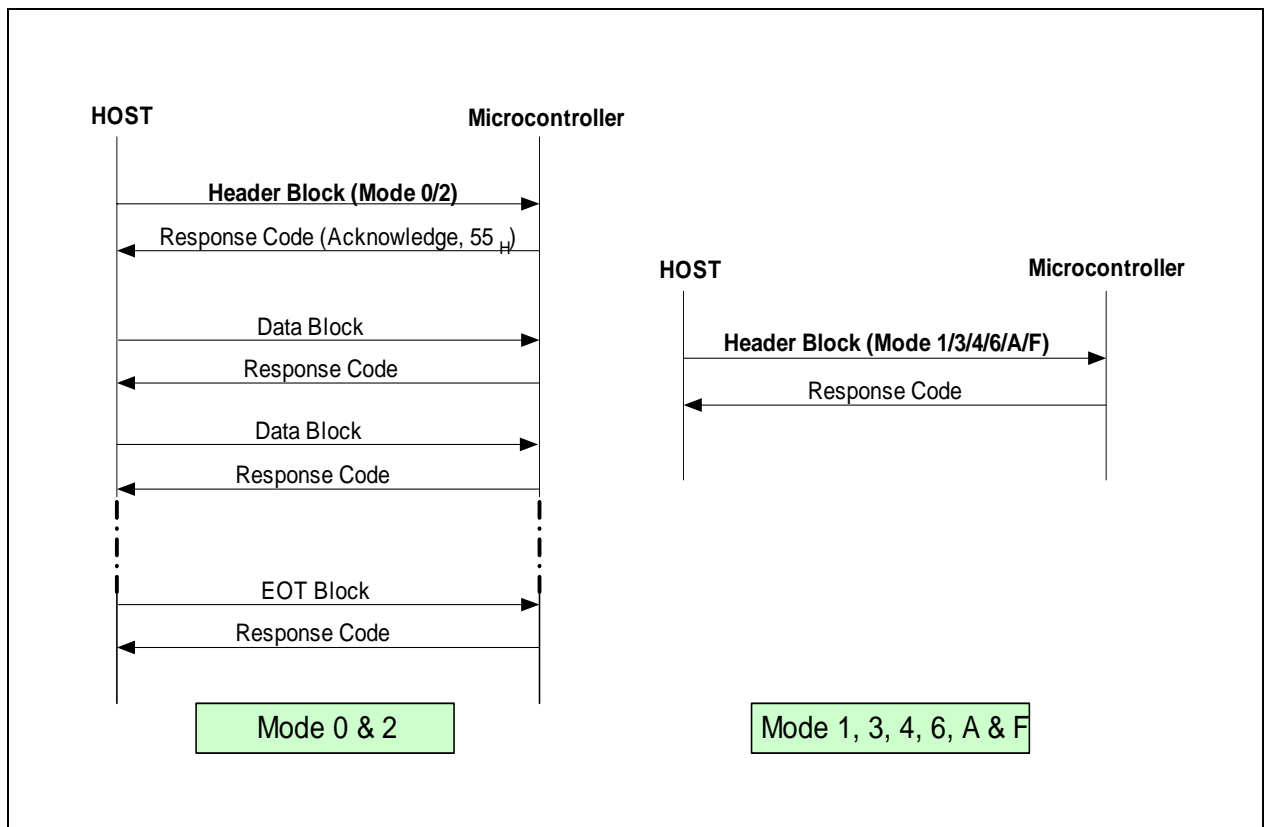 HOST
Microcontroller
Header Block (Mode 0/2)
Response Code (Acknowledge, 55 H)
Data Block
Response Code
Data Block
Response Code
EOT Block
Response Code
Mode 0 & 2
HOST
Microcontroller
Header Block (Mode 1/3/4/6/A/F)
Response Code
Mode 1, 3, 4, 6, A & F